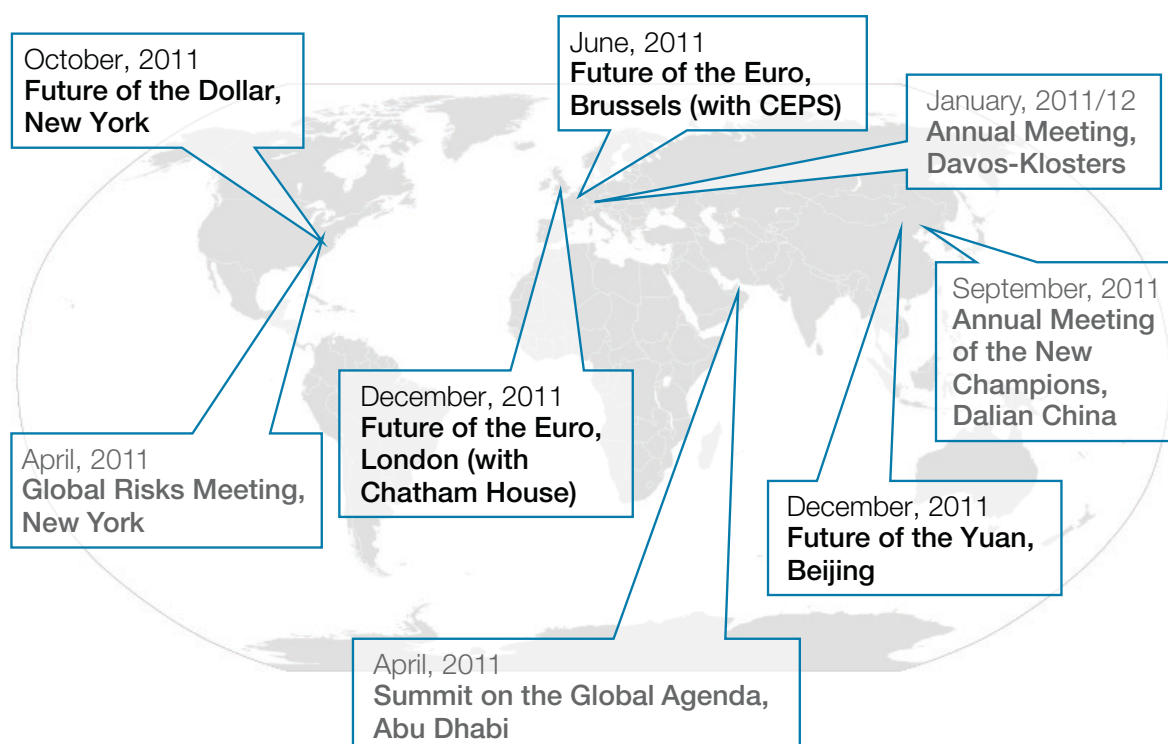 October, 2011
Future of the Dollar,
New York
June, 2011
Future of the Euro,
Brussels (with CEPS)
January, 2011/12
Annual Meeting,
Davos-Klosters
September, 2011
Annual Meeting
of the New
Champions,
Dalian China
December, 2011
Future of the Euro,
London (with
Chatham House)
April, 2011
Global Risks Meeting,
New York
December, 2011
Future of the Yuan,
Beijing
April, 2011
Summit on the Global Agenda,
Abu Dhabi